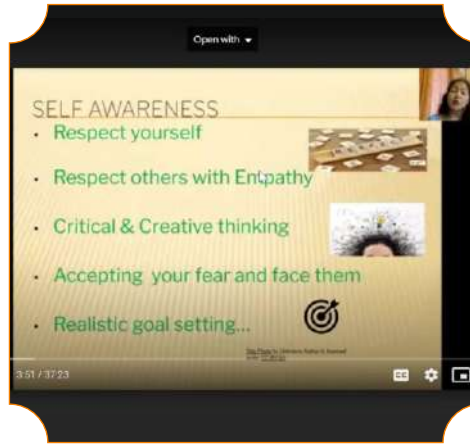 Open with
SELF AWARENESS
• Respect yourself
• Respect others with Empathy
• Critical & Creative thinking
• Accepting your fear and face them
• Realistic goal setting...
3:51 / 37:23
CC